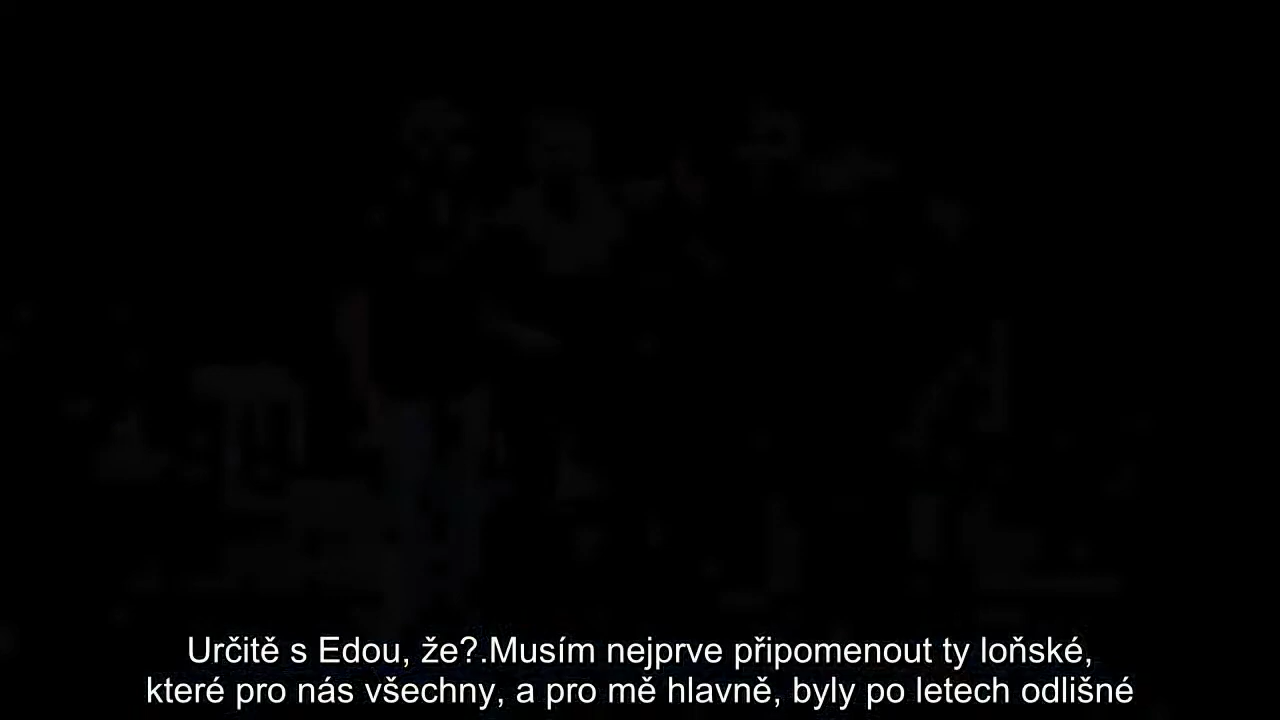 Určitě s Edou, že?.Musím nejprve připomenout ty loňské,
které pro nás všechny, a pro mě hlavně, byly po letech odlišné